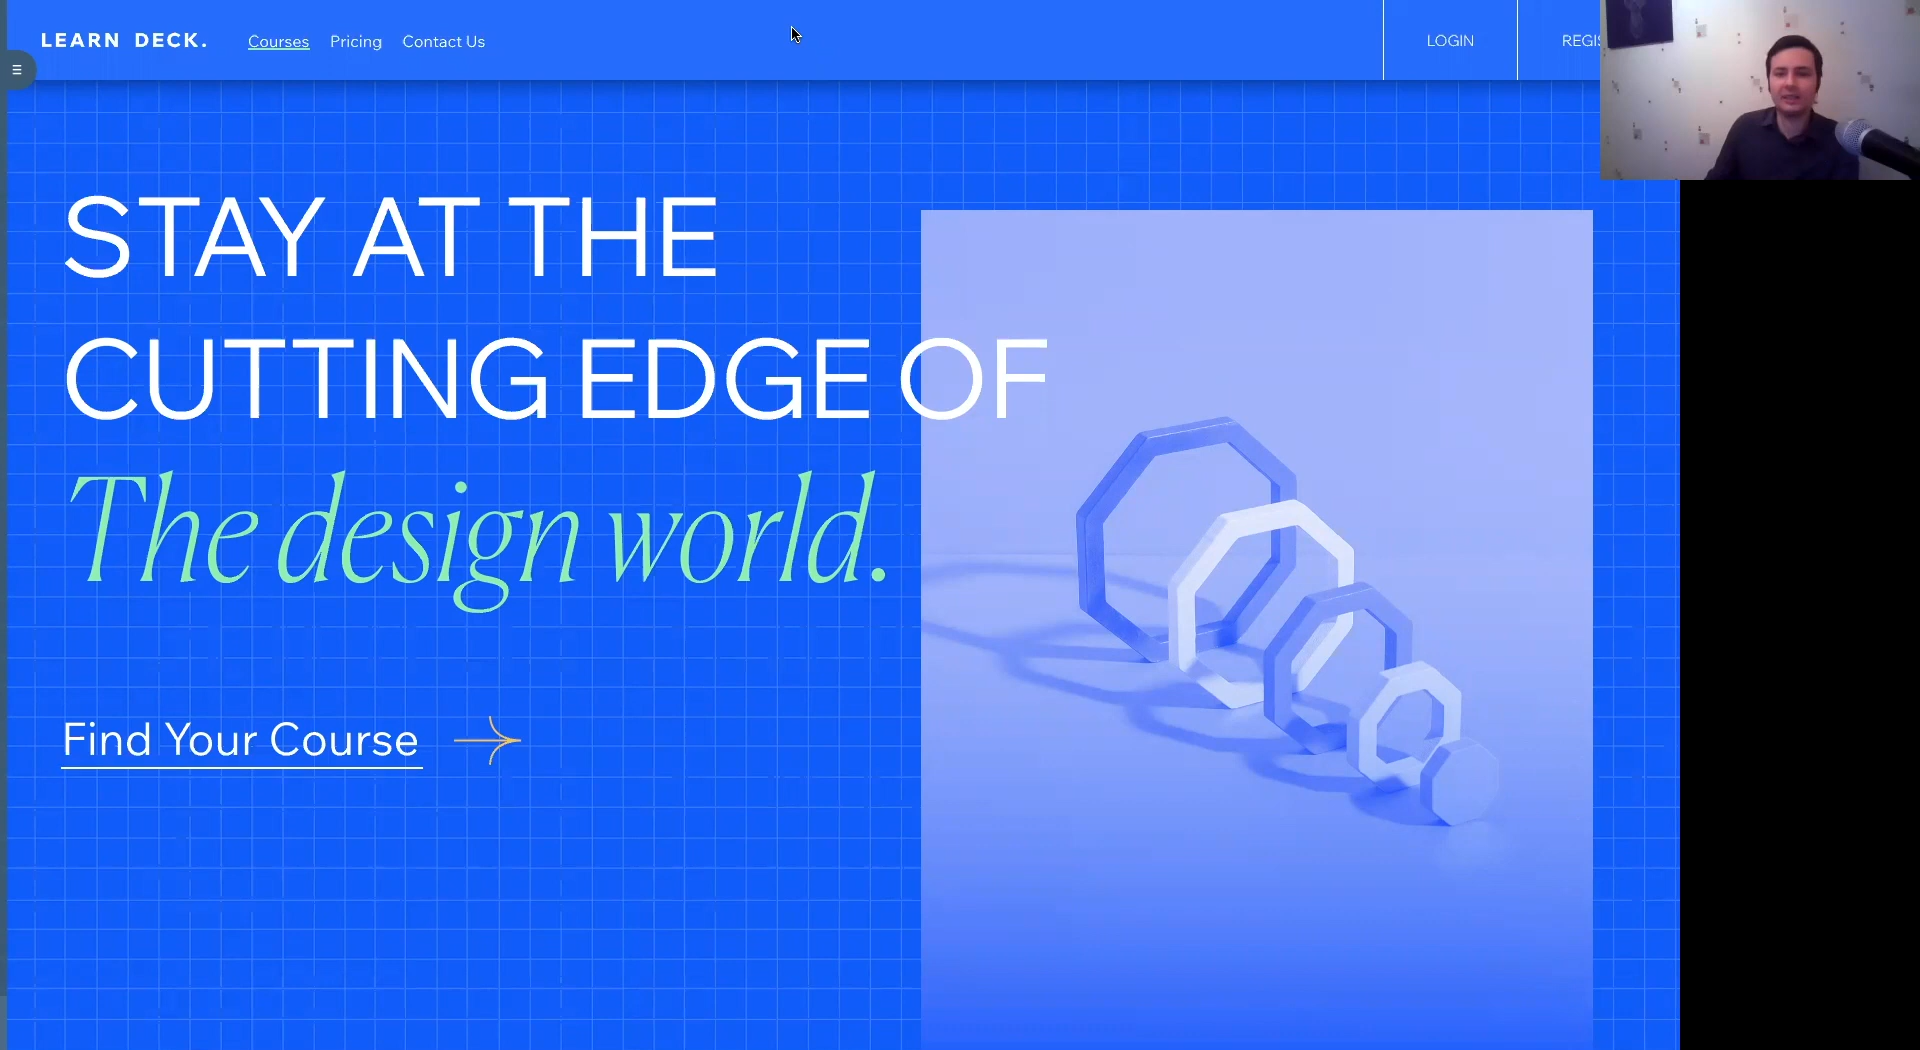 LEARN DECK.
Courses Pricing Contact Us
LOGIN
STAY AT THE
CUTTING EDGE OF
The design world.
Find Your Course